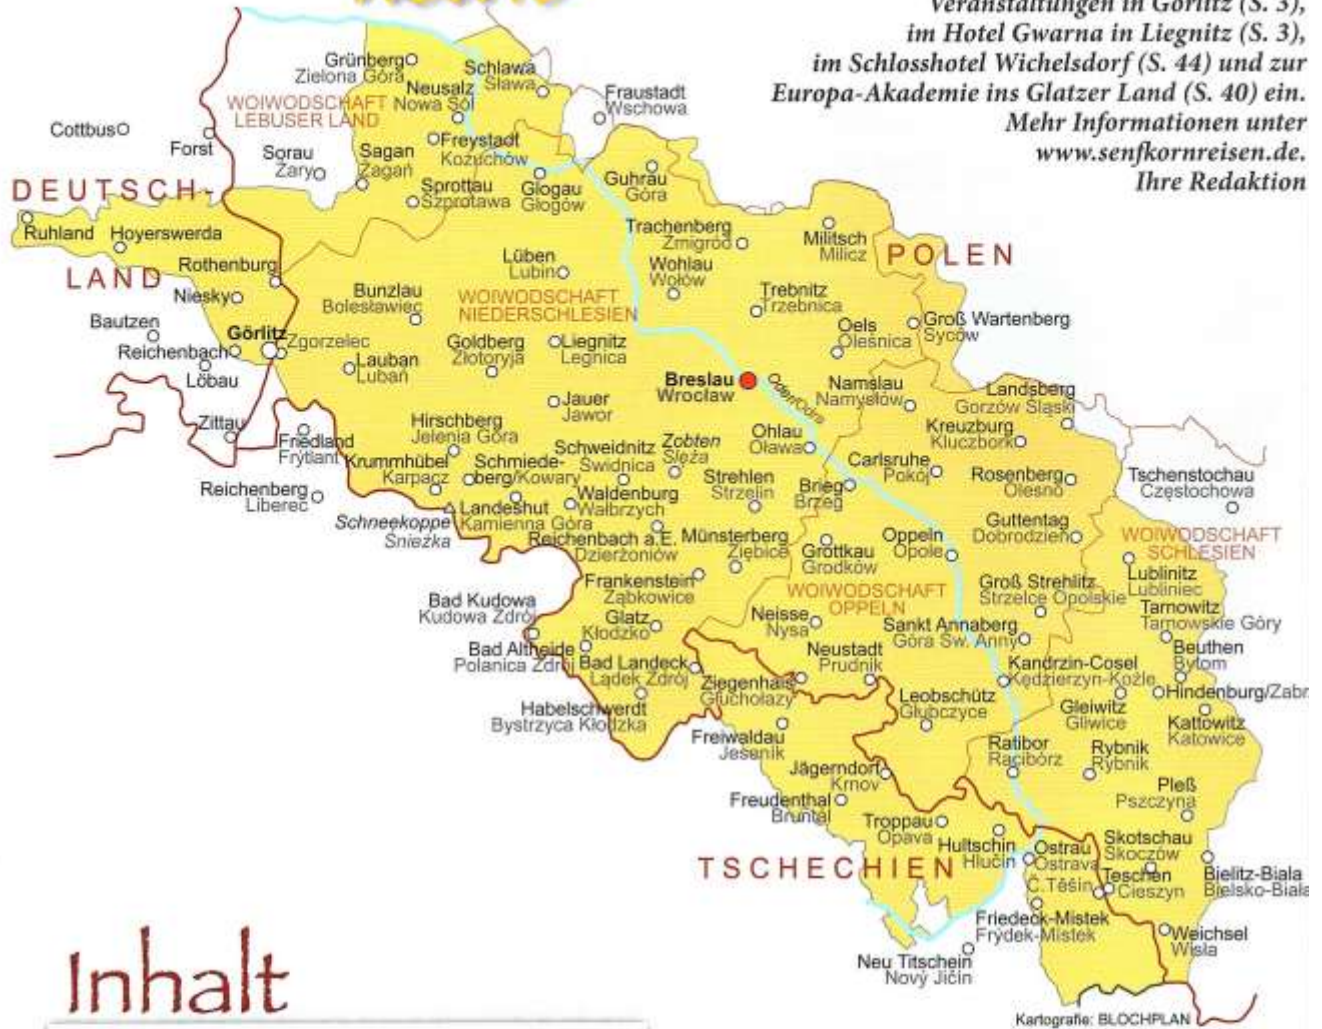 Veranstaltungen in Görlitz (S. 3),
im Hotel Gwarna in Liegnitz (S. 3),
im Schlosshotel Wichelsdorf (S. 44) und zur
Europa-Akademie ins Glatzer Land (S. 40) ein.
Mehr Informationen unter
www.senfkornreisen.de.
Ihre Redaktion
Grünberg
Zielona Góra
Schlawa
Sława
Neusalz
Nowa Sól
Fraustadt
Wschowa
WOIWODSCHAFT
LEBUSER LAND
Cottbus
Forst
Sorau
Żary
Sagan
Żagań
Freystadt
Kożuchów
Sprottau
Szprotawa
Glogau
Głogów
Guhrau
Góra
DEUTSCH-
LAND
Ruhland
Hoyerswerda
Rothenburg
Niesky
Bautzen
Reichenbach
Löbau
Görlitz
Zgorzelec
Zittau
Trachenberg
Żmigród
Militsch
Milicz
POLEN
Lüben
Lubin
Wohlau
Wołów
Bunzlau
Bolesławiec
WOIWODSCHAFT
NIEDERSCHLESIEN
Trebnitz
Trzebnica
Oels
Oleśnica
Groß Wartenberg
Syców
Lauban
Lubań
Goldberg
Złotoryja
Liegnitz
Legnica
Breslau
Wrocław
Oder/Odra
Namslau
Namysłów
Landsberg
Gorzów Śląski
Jauer
Jawor
Kreuzburg
Kluczbork
Friedland
Frýtlant
Hirschberg
Jelenia Góra
Schweidnitz
Świdnica
Zobten
Ślęża
Ohlau
Oława
Krummhübel
Karpacz
Schmiede-
berg/Kowary
Strehlen
Strzelin
Brieg
Brzeg
Carlsruhe
Pokój
Rosenberg
Olesno
Tschenstochau
Częstochowa
Reichenberg
Liberec
Schneekoppe
Śnieżka
Landeshut
Kamienna Góra
Waldenburg
Wałbrzych
Reichenbach a.E.
Dzierżoniów
Münsterberg
Ziębice
Grottkau
Grodków
Oppeln
Opole
Guttentag
Dobrodzień
WOIWODSCHAFT
SCHLESIEN
Lublinitz
Lubliniec
Frankenstein
Ząbkowice
WOIWODSCHAFT
OPPELN
Groß Strehlitz
Strzelce Opolskie
Tarnowitz
Tarnowskie Góry
Bad Kudowa
Kudowa Zdrój
Glatz
Kłodzko
Neisse
Nysa
Sankt Annaberg
Góra Św. Anny
Bad Altheide
Polanica Zdrój
Bad Landeck
Lądek Zdrój
Ziegenhals
Głuchołazy
Neustadt
Prudnik
Kandrzin-Cosel
Kędzierzyn-Koźle
Beuthen
Bytom
Hindenburg/Zabr
Habelschwerdt
Bystrzyca Kłodzka
Leobschütz
Głubczyce
Gleiwitz
Gliwice
Kattowitz
Katowice
Freiwaldau
Jeseník
Jägerndorf
Krnov
Ratibor
Racibórz
Rybnik
Rybnik
Pleß
Pszczyna
Freudenthal
Bruntál
Troppau
Opava
Hultschin
Hlučín
Ostrau
Ostrava
Skotschau
Skoczów
TSCHECHIEN
Č.Těšín
Teschen
Cieszyn
Bielitz-Biala
Bielsko-Biała
Friedeck-Mistek
Frýdek-Mistek
Weichsel
Wisła
Neu Titschein
Nový Jičín
Inhalt
Kartografie: BLOCHPLAN